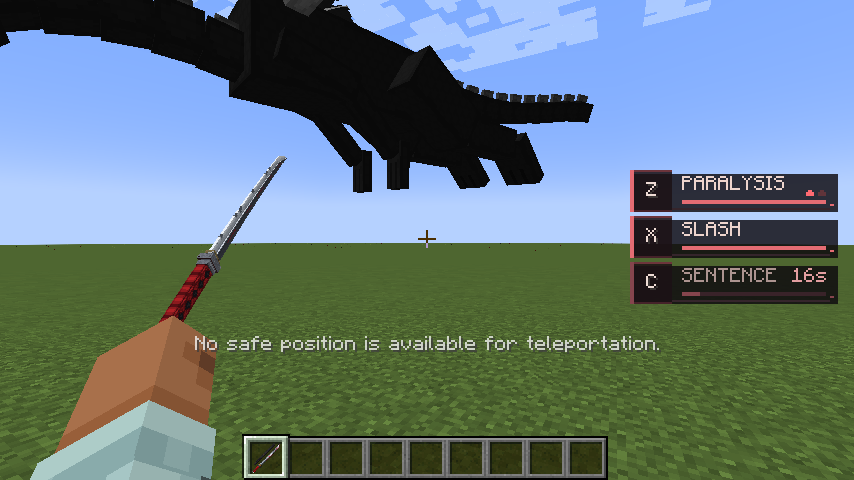 Z PARALYSIS
X SLASH
C SENTENCE 16s
No safe position is available for teleportation.